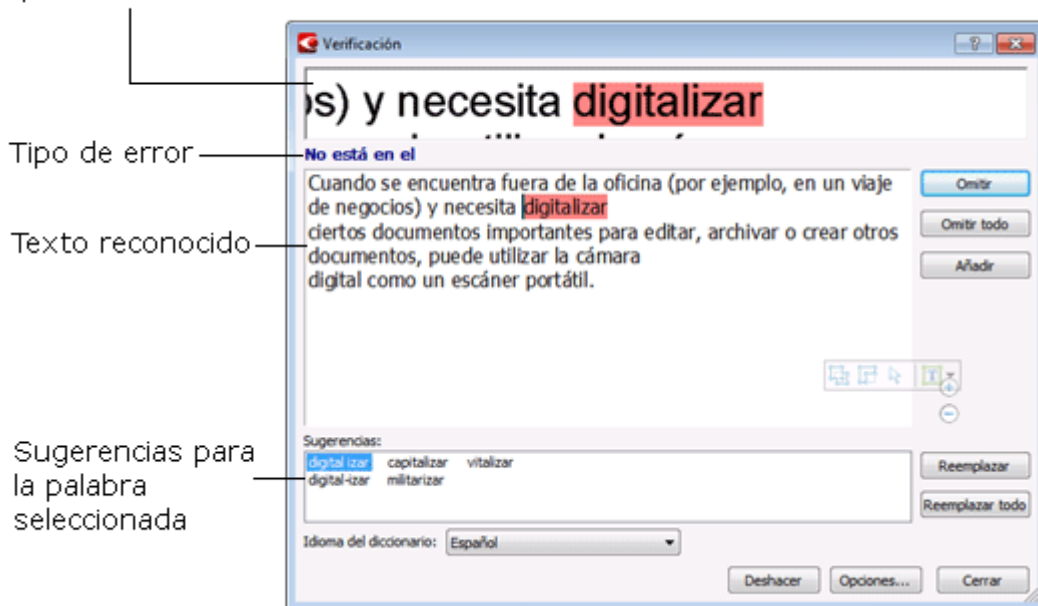 Verificación
os) y necesita digitalizar
Tipo de error
No está en el
Cuando se encuentra fuera de la oficina (por ejemplo, en un viaje
de negocios) y necesita digitalizar
ciertos documentos importantes para editar, archivar o crear otros
documentos, puede utilizar la cámara
digital como un escáner portátil.
Texto reconocido
Omitir
Omitir todo
Añadir
Sugerencias para
la palabra
seleccionada
Sugerencias:
digital izar capitalizar vitalizar
digital-izar militarizar
Reemplazar
Reemplazar todo
Idioma del diccionario: Español
Deshacer Opciones... Cerrar